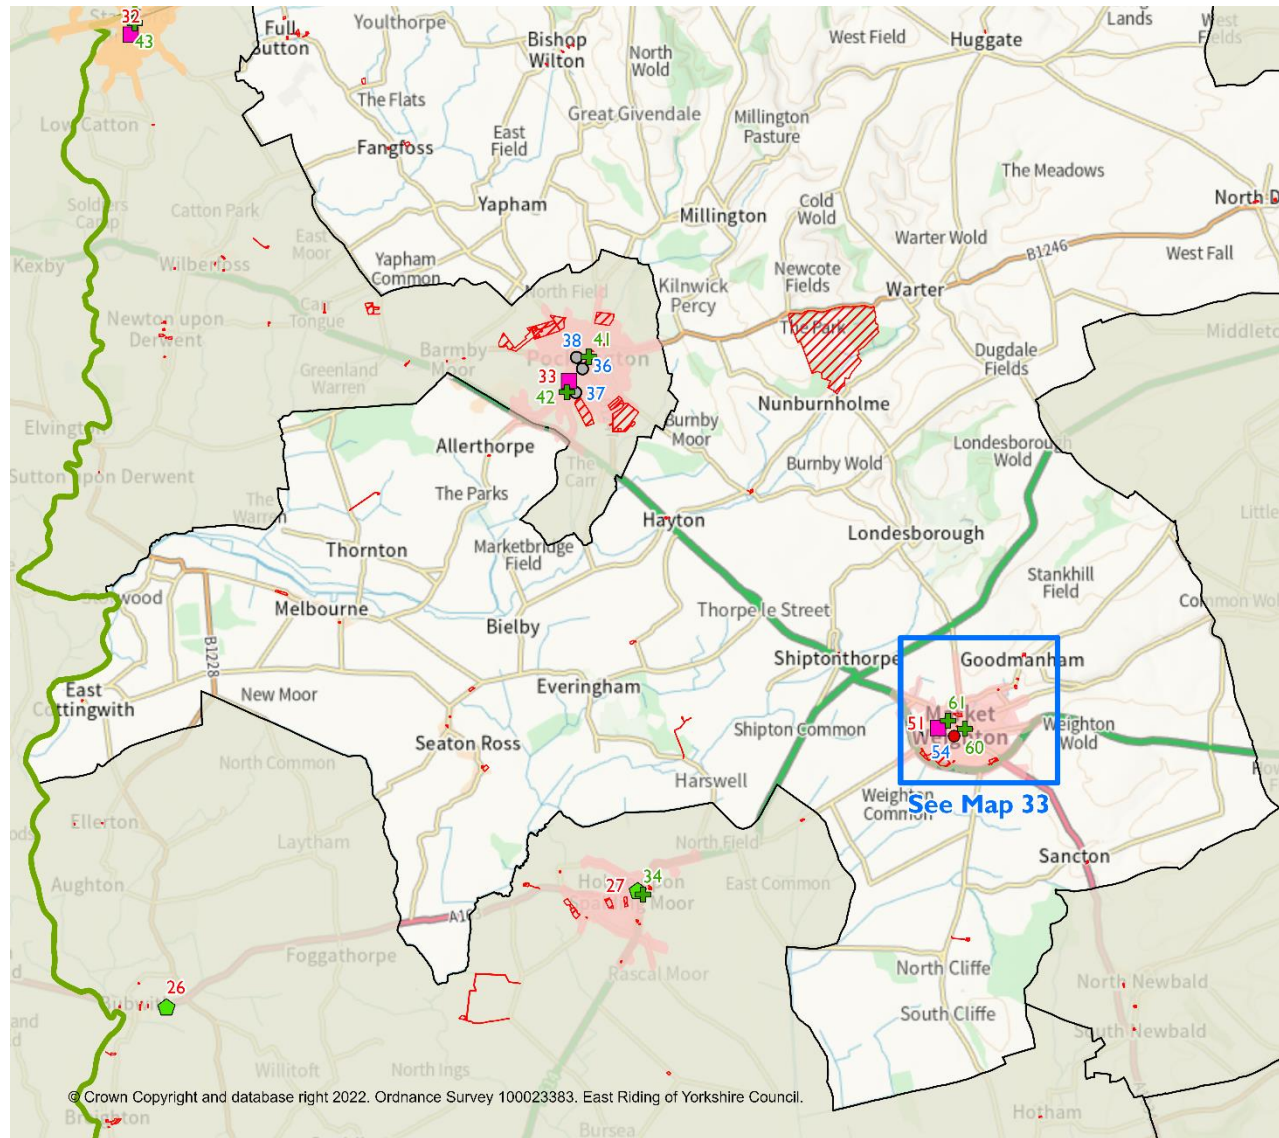 32
43
Full
Sutton
Youlthorpe
Bishop
Wilton
North
Wold
West Field
Huggate
Lands
West
Fields
The Flats
Great Givendale
Millington
Pasture
Low Catton
Fangfoss
East
Field
The Meadows
Soldiers
Camp
Catton Park
Yapham
Millington
Cold
Wold
North D
Warter Wold
B1246
West Fall
East
Moor
Kexby
Wilberfoss
Yapham
Common
Newcote
Fields
Kilnwick
Percy
Warter
North Field
Carr
Tongue
Newton upon
Derwent
The Park
Middlet
Barmby
Moor
38
41
Pocklington
36
33
42
37
Greenland
Warren
Dugdale
Fields
Nunburnholme
Elvington
Allerthorpe
Burnby
Moor
Londesborough
Wold
Sutton upon Derwent
The
Carr
Burnby Wold
The
Warren
The Parks
Hayton
Londesborough
Little
Thornton
Marketbridge
Field
Stankhill
Field
Storwood
Melbourne
Thorpe le Street
Common Wol
Bielby
B1228
Shiptonthorpe
Goodmanham
East
Cottingwith
New Moor
Everingham
61
51
Market
Weighton
54
60
Shipton Common
Weighton
Wold
Seaton Ross
North Common
Harswell
Weighton
Common
See Map 33
Ellerton
Laytham
North Field
Sancton
Aughton
27
34
Holme upon
Spalding Moor
East Common
A163
Foggathorpe
Rascal Moor
North Cliffe
North Newbald
26
Bubwith
South Cliffe
South Newbald
Willitoft
North Ings
© Crown Copyright and database right 2022. Ordnance Survey 100023383. East Riding of Yorkshire Council.
Breighton
Bursea
Hotham